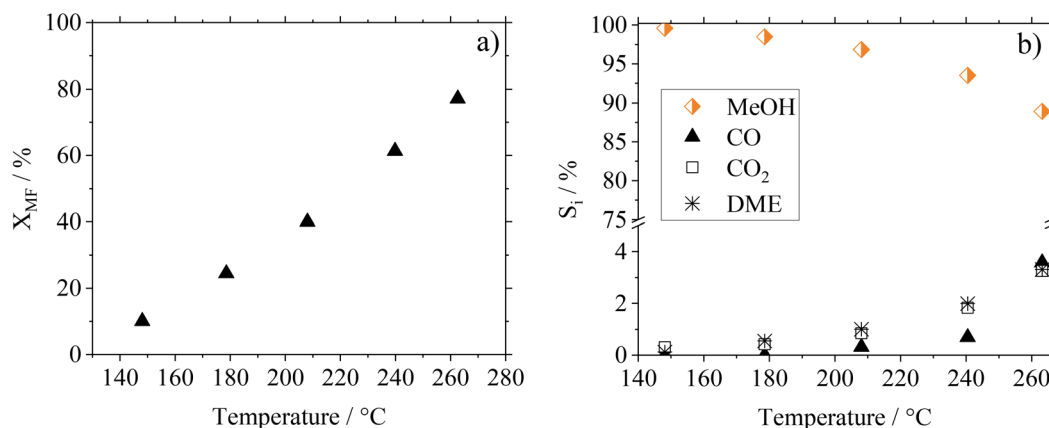 a)
100
80
60
40
20
0
X_MF / %
140 160 180 200 220 240 260 280
Temperature / °C
b)
100
95
90
85
80
75
4
2
0
S_i / %
MeOH
CO
CO₂
DME
140 160 180 200 220 240 260
Temperature / °C